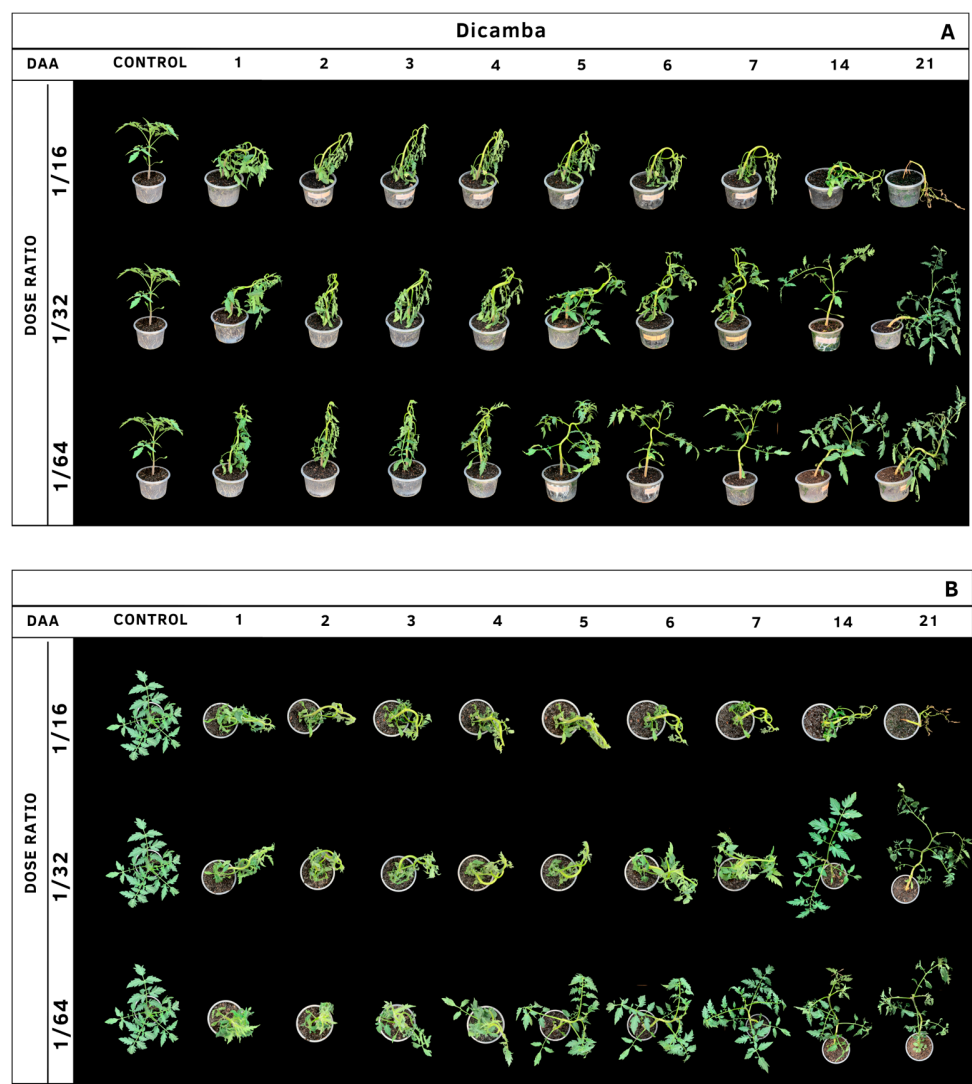 Dicamba A
DAA CONTROL 1 2 3 4 5 6 7 14 21
DOSE RATIO
1/16
1/32
1/64
B
DAA CONTROL 1 2 3 4 5 6 7 14 21
DOSE RATIO
1/16
1/32
1/64